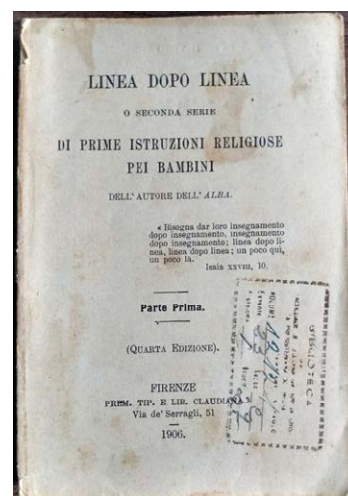 LINEA DOPO LINEA
O SECONDA SERIE
DI PRIME ISTRUZIONI RELIGIOSE
PEI BAMBINI
DELL'AUTORE DELL'ALBA.
« Bisogna dar loro insegnamento
dopo insegnamento, insegnamento
dopo insegnamento; linea dopo li-
nea, linea dopo linea; un poco qui,
un poco là.
Isaia XXVIII, 10.
Parte Prima.
(QUARTA EDIZIONE).
FIRENZE
PREM. TIP. E LIB. CLAUDIANA
Via de' Serragli, 51
1906.
BIBLIOTECA